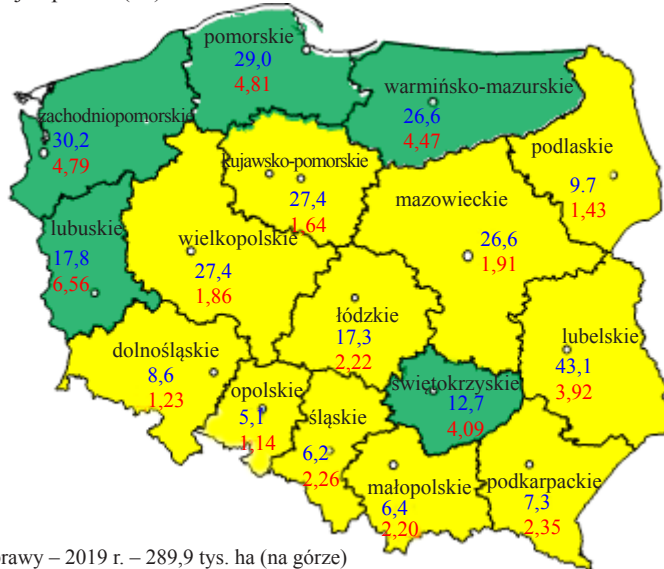 pomorskie
29,0
4,81
warmińsko-mazurskie
26,6
4,47
zachodniopomorskie
30,2
4,79
podlaskie
9.7
1,43
kujawsko-pomorskie
27,4
1,64
mazowieckie
26,6
1,91
lubuskie
17,8
6,56
wielkopolskie
27,4
1,86
łódzkie
17,3
2,22
lubelskie
43,1
3,92
dolnośląskie
8,6
1,23
opolskie
5,1
1,14
śląskie
6,2
2,26
świętokrzyskie
12,7
4,09
małopolskie
6,4
2,20
podkarpackie
7,3
2,35
rawy – 2019 r. – 289,9 tys. ha (na górze)